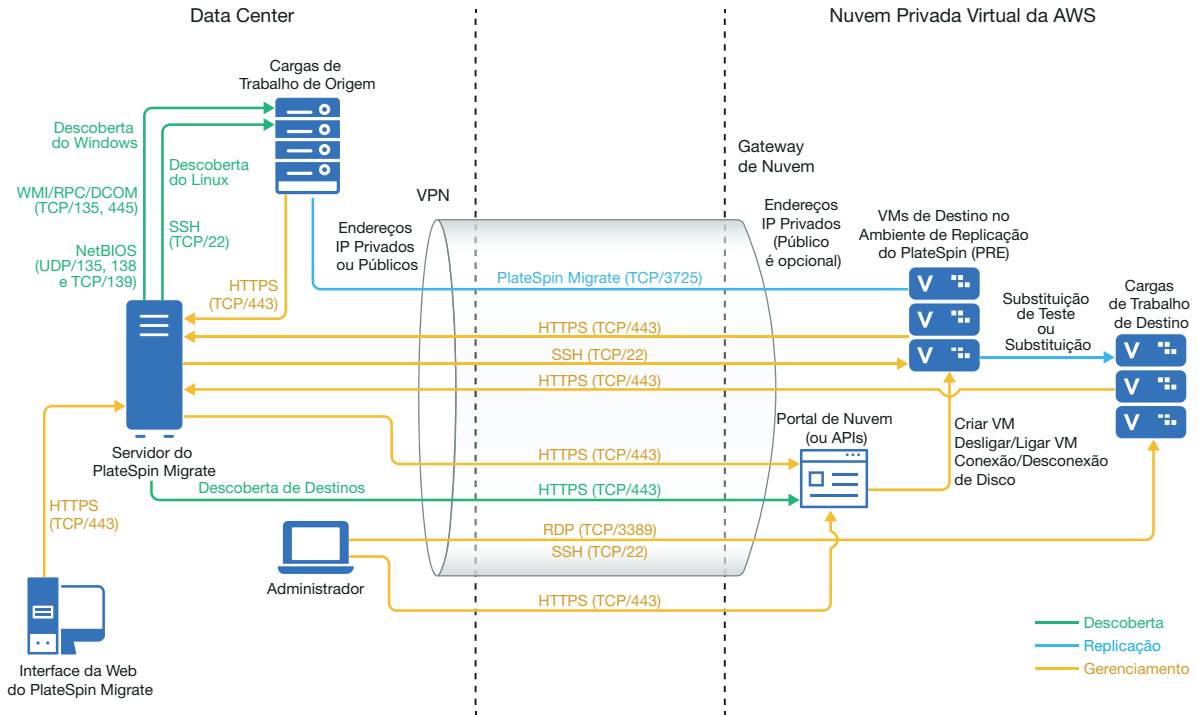 Data Center
Nuvem Privada Virtual da AWS
Cargas de
Trabalho de Origem
Descoberta
do Windows
Descoberta
do Linux
WMI/RPC/DCOM
(TCP/135, 445)
SSH
(TCP/22)
NetBIOS
(UDP/135, 138
e TCP/139)
HTTPS
(TCP/443)
VPN
Endereços
IP Privados
ou Públicos
Gateway
de Nuvem
Endereços
IP Privados
(Público
é opcional)
VMs de Destino no
Ambiente de Replicação
do PlateSpin (PRE)
PlateSpin Migrate (TCP/3725)
HTTPS (TCP/443)
SSH (TCP/22)
HTTPS (TCP/443)
Substituição
de Teste
ou
Substituição
Cargas
de Trabalho
de Destino
V
V
V
V
V
V
Servidor do
PlateSpin Migrate
Portal de Nuvem
(ou APIs)
Criar VM
Desligar/Ligar VM
Conexão/Desconexão
de Disco
HTTPS (TCP/443)
Descoberta de Destinos
HTTPS (TCP/443)
HTTPS
(TCP/443)
RDP (TCP/3389)
SSH (TCP/22)
Administrador
HTTPS (TCP/443)
Interface da Web
do PlateSpin Migrate
Descoberta
Replicação
Gerenciamento